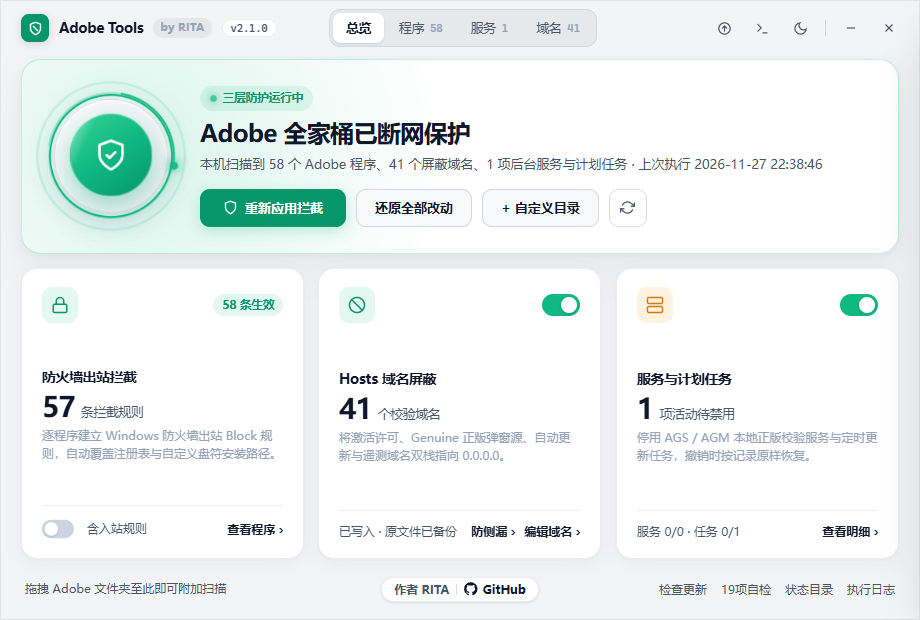 Adobe Tools by RITA v2.1.0 总览 程序 58 服务 1 域名 41
三层防护运行中
Adobe 全家桶已断网保护
本机扫描到 58 个 Adobe 程序、41 个屏蔽域名、1 项后台服务与计划任务 · 上次执行 2026-11-27 22:38:46
重新应用拦截 还原全部改动 + 自定义目录
58 条生效
防火墙出站拦截
57 条拦截规则
逐程序建立 Windows 防火墙出站 Block 规
则，自动覆盖注册表与自定义盘符安装路径。
含入站规则 查看程序 ›
Hosts 域名屏蔽
41 个校验域名
将激活许可、Genuine 正版弹窗源、自动更
新与遥测域名双栈指向 0.0.0.0。
已写入 · 原文件已备份 防侧漏 › 编辑域名 ›
服务与计划任务
1 项活动待禁用
停用 AGS / AGM 本地正版校验服务与定时更
新任务，撤销时按记录原样恢复。
服务 0/0 · 任务 0/1 查看明细 ›
拖拽 Adobe 文件夹至此即可附加扫描 作者 RITA GitHub 检查更新 19项自检 状态目录 执行日志